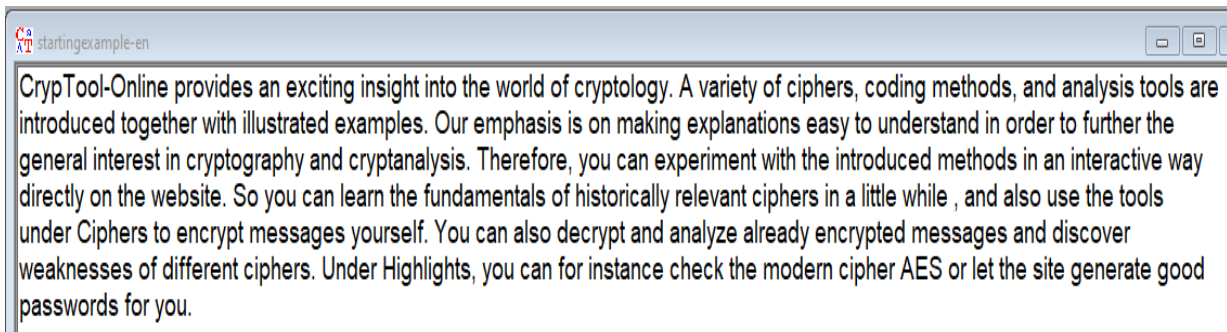 startingexample-en
CrypTool-Online provides an exciting insight into the world of cryptology. A variety of ciphers, coding methods, and analysis tools are
introduced together with illustrated examples. Our emphasis is on making explanations easy to understand in order to further the
general interest in cryptography and cryptanalysis. Therefore, you can experiment with the introduced methods in an interactive way
directly on the website. So you can learn the fundamentals of historically relevant ciphers in a little while , and also use the tools
under Ciphers to encrypt messages yourself. You can also decrypt and analyze already encrypted messages and discover
weaknesses of different ciphers. Under Highlights, you can for instance check the modern cipher AES or let the site generate good
passwords for you.